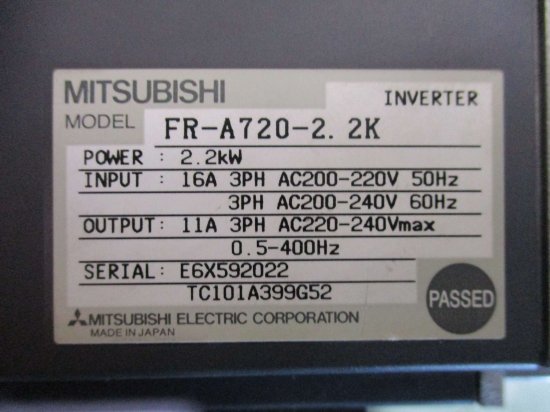 MITSUBISHI INVERTER
MODEL FR-A720-2.2K
POWER : 2.2kW
INPUT : 16A 3PH AC200-220V 50Hz
3PH AC200-240V 60Hz
OUTPUT: 11A 3PH AC220-240Vmax
0.5-400Hz
SERIAL: E6X592022
TC101A399G52
PASSED
MITSUBISHI ELECTRIC CORPORATION
MADE IN JAPAN